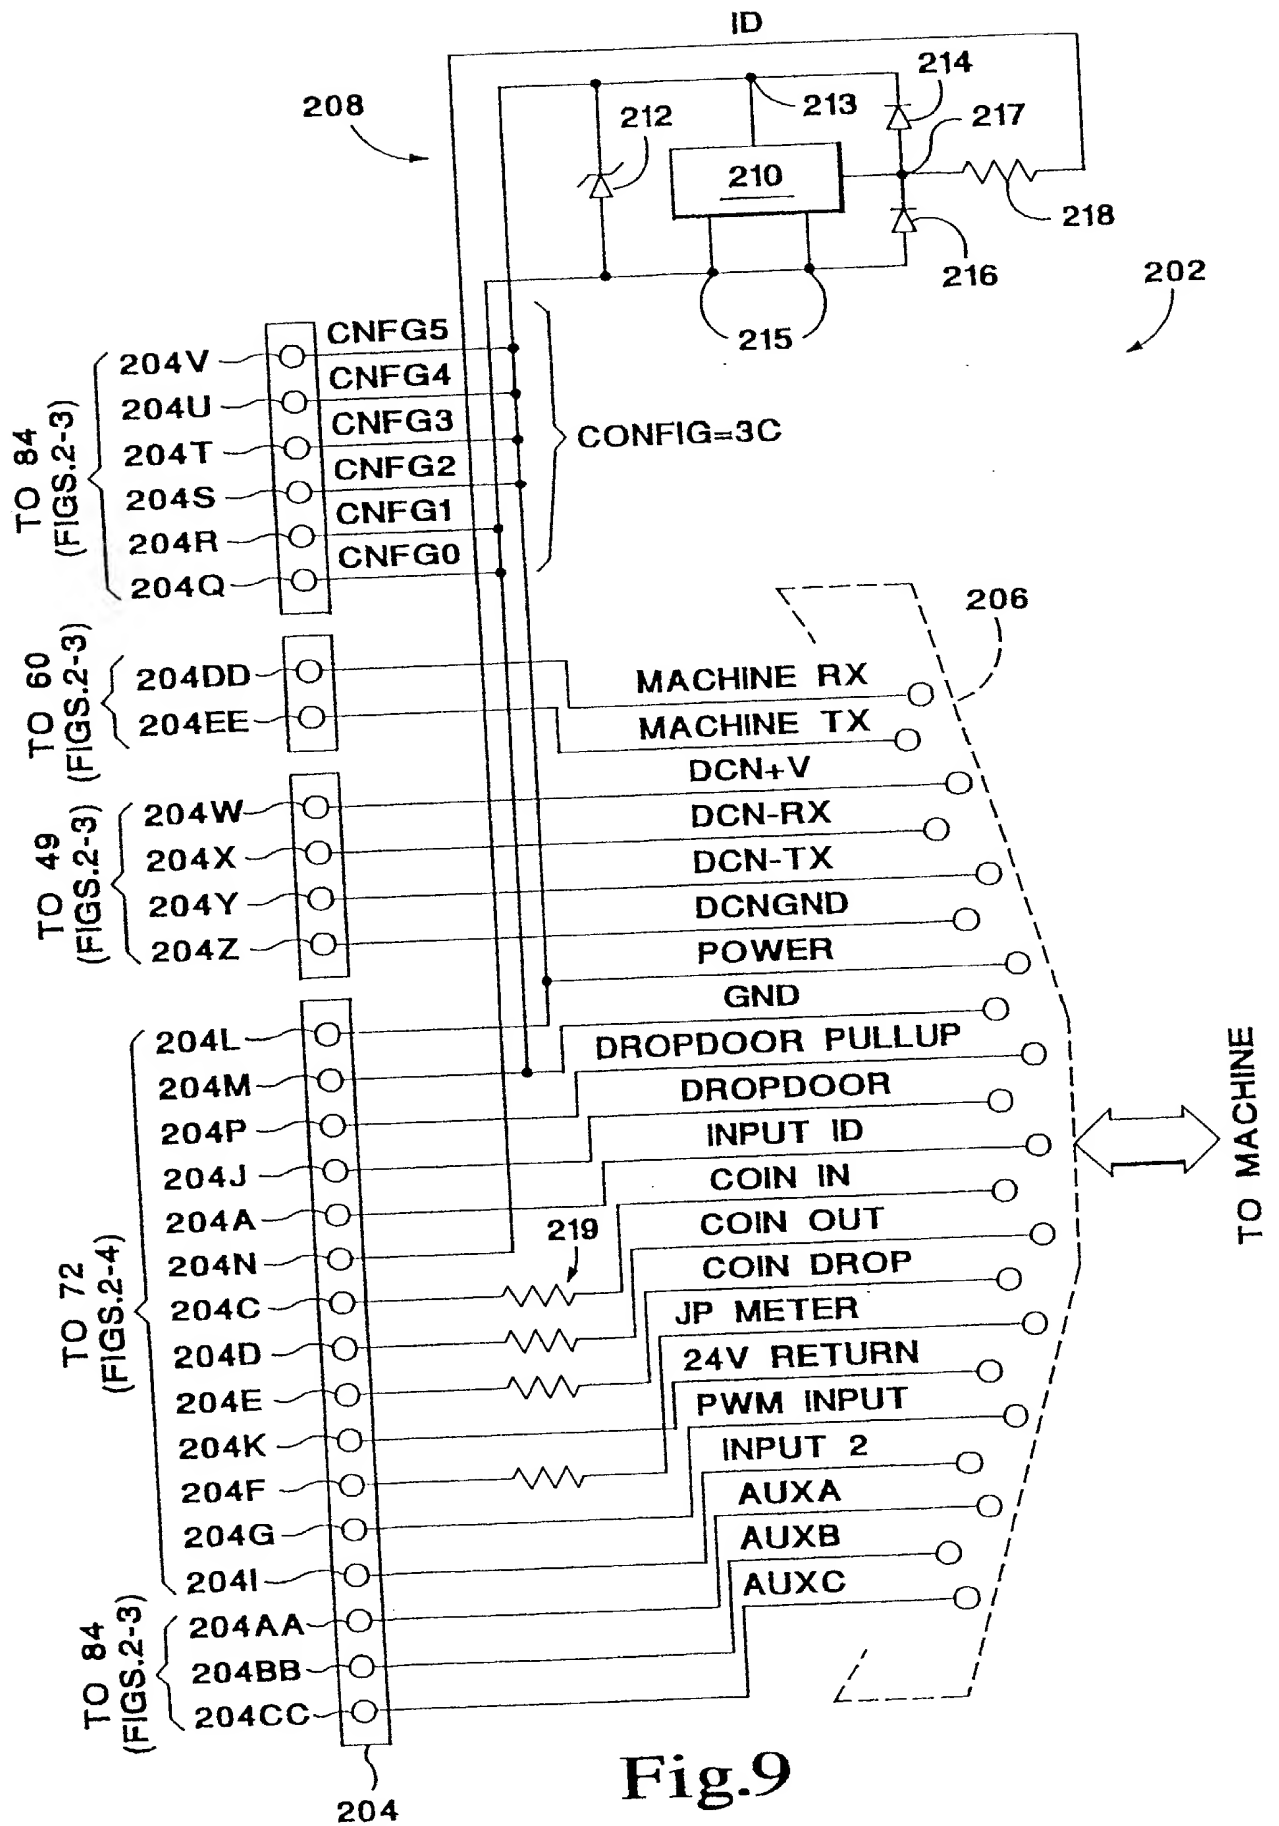 ID
208
212
213
214
217
210
218
216
215
202
CNFG5
CNFG4
CNFG3
CNFG2
CNFG1
CNFG0
CONFIG=3C
204V
204U
204T
204S
204R
204Q
TO 84
(FIGS.2-3)
204DD
204EE
TO 60
(FIGS.2-3)
204W
204X
204Y
204Z
TO 49
(FIGS.2-3)
206
MACHINE RX
MACHINE TX
DCN+V
DCN-RX
DCN-TX
DCNGND
POWER
GND
DROPDOOR PULLUP
DROPDOOR
INPUT ID
COIN IN
COIN OUT
COIN DROP
JP METER
24V RETURN
PWM INPUT
INPUT 2
AUXA
AUXB
AUXC
204L
204M
204P
204J
204A
204N
204C
204D
204E
204K
204F
204G
204I
TO 72
(FIGS.2-4)
219
204AA
204BB
204CC
TO 84
(FIGS.2-3)
TO MACHINE
204
Fig.9